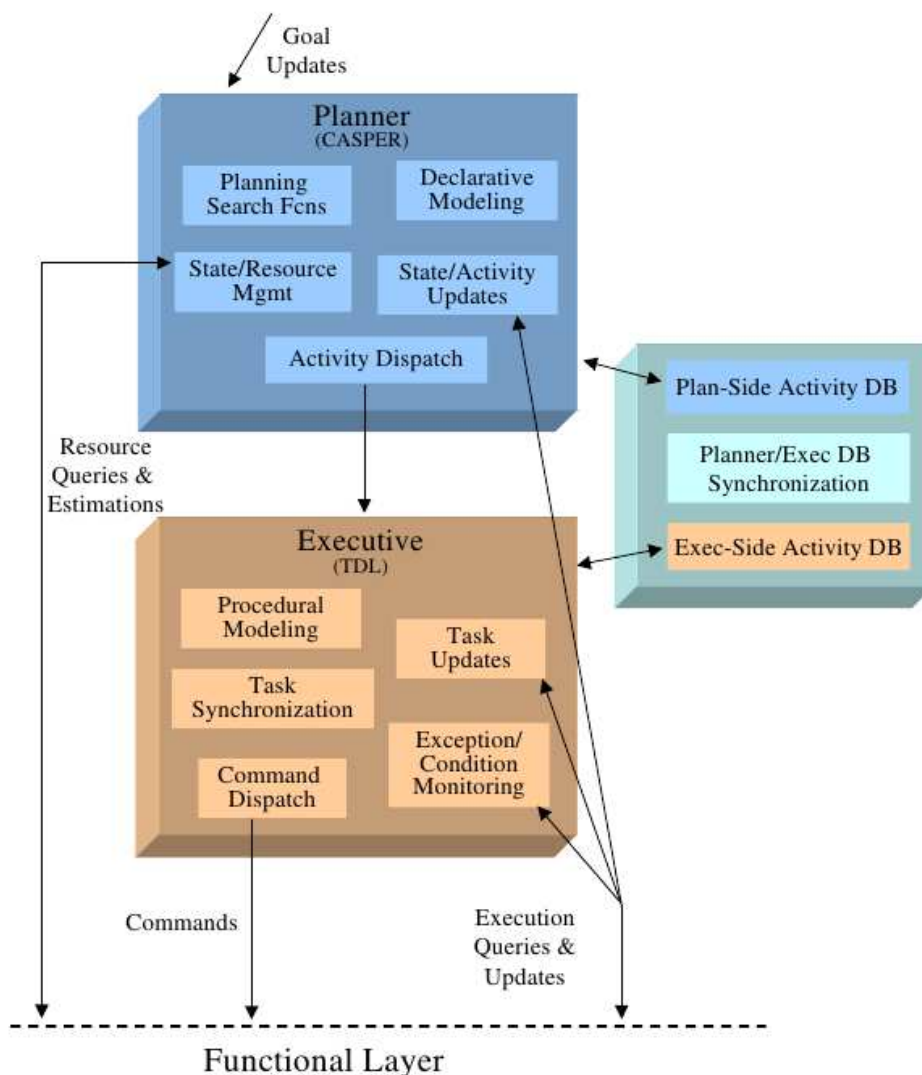 Goal
Updates
Planner
(CASPER)
Planning
Search Fcns
Declarative
Modeling
State/Resource
Mgmt
State/Activity
Updates
Activity Dispatch
Plan-Side Activity DB
Planner/Exec DB
Synchronization
Exec-Side Activity DB
Resource
Queries &
Estimations
Executive
(TDL)
Procedural
Modeling
Task
Updates
Task
Synchronization
Exception/
Condition
Monitoring
Command
Dispatch
Commands
Execution
Queries &
Updates
Functional Layer